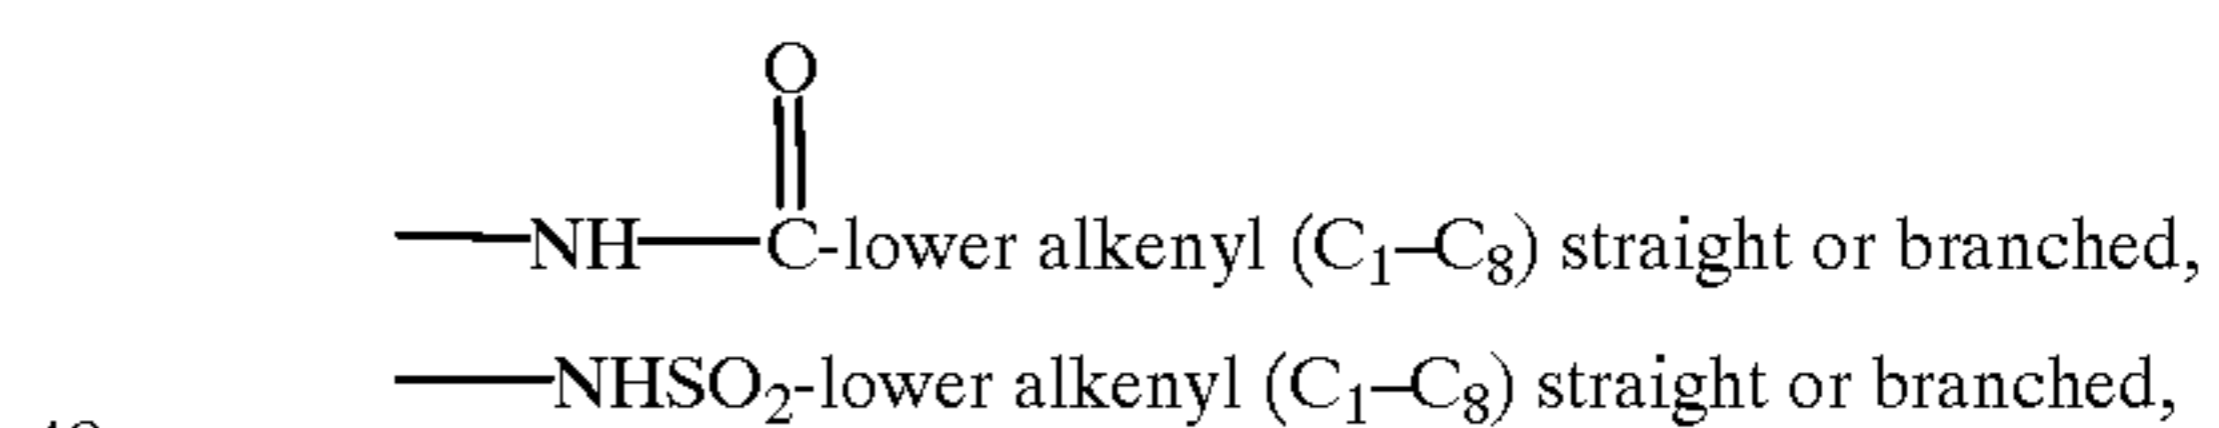 O
—NH—C-lower alkenyl (C₁–C₈) straight or branched,
—NHSO₂-lower alkenyl (C₁–C₈) straight or branched,